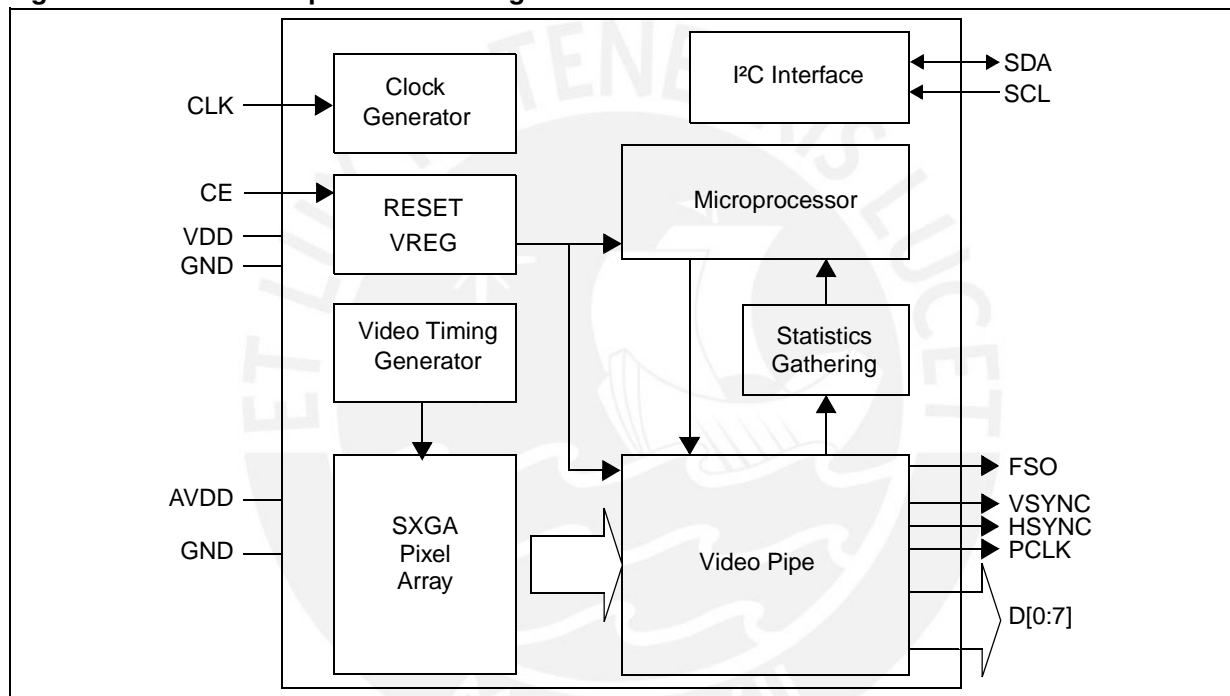 CLK
Clock
Generator
I²C Interface
SDA
SCL
CE
VDD
GND
RESET
VREG
Microprocessor
Video Timing
Generator
Statistics
Gathering
AVDD
GND
SXGA
Pixel
Array
Video Pipe
FSO
VSYNC
HSYNC
PCLK
D[0:7]